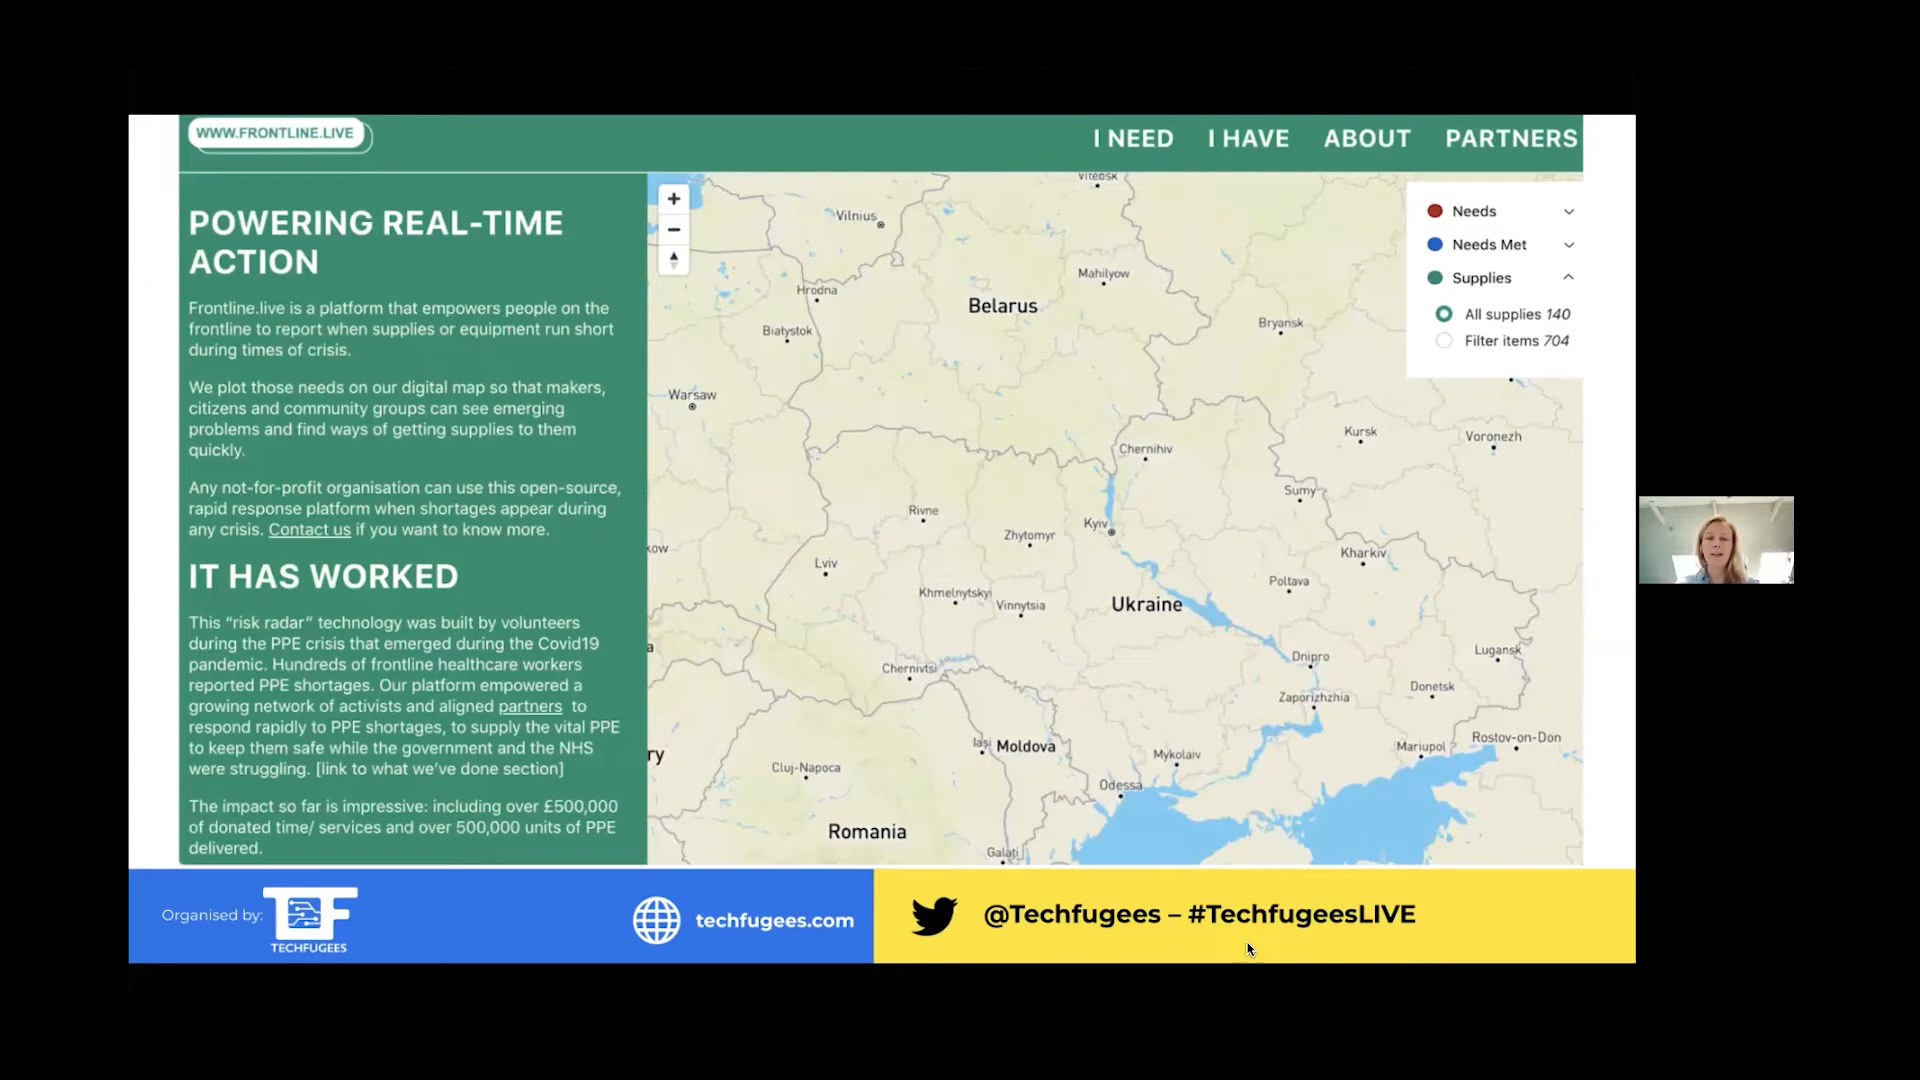 WWW.FRONTLINE.LIVE
I NEED
I HAVE
ABOUT
PARTNERS
POWERING REAL-TIME
ACTION
Frontline.live is a platform that empowers people on the
frontline to report when supplies or equipment run short
during times of crisis.
We plot those needs on our digital map so that makers,
citizens and community groups can see emerging
problems and find ways of getting supplies to them
quickly.
Any not-for-profit organisation can use this open-source,
rapid response platform when shortages appear during
any crisis. Contact us if you want to know more.
IT HAS WORKED
This “risk radar” technology was built by volunteers
during the PPE crisis that emerged during the Covid19
pandemic. Hundreds of frontline healthcare workers
reported PPE shortages. Our platform empowered a
growing network of activists and aligned partners to
respond rapidly to PPE shortages, to supply the vital PPE
to keep them safe while the government and the NHS
were struggling. [link to what we’ve done section]
The impact so far is impressive: including over £500,000
of donated time/ services and over 500,000 units of PPE
delivered.
Vitebsk
Vilnius
Mahilyow
Hrodna
Belarus
Białystok
Bryansk
Warsaw
Kursk
Voronezh
Chernihiv
Sumy
Rivne
Kyiv
Zhytomyr
kow
Kharkiv
Lviv
Poltava
Khmelnytskyi
Vinnytsia
Ukraine
a
Lugansk
Dnipro
Chernivtsi
Donetsk
Zaporizhzhia
Rostov-on-Don
Iași
Moldova
Mariupol
ry
Mykolaiv
Cluj-Napoca
Odessa
Romania
Galați
Needs
Needs Met
Supplies
All supplies 140
Filter items 704
Organised by:
TF
TECHFUGEES
techfugees.com
@Techfugees – #TechfugeesLIVE